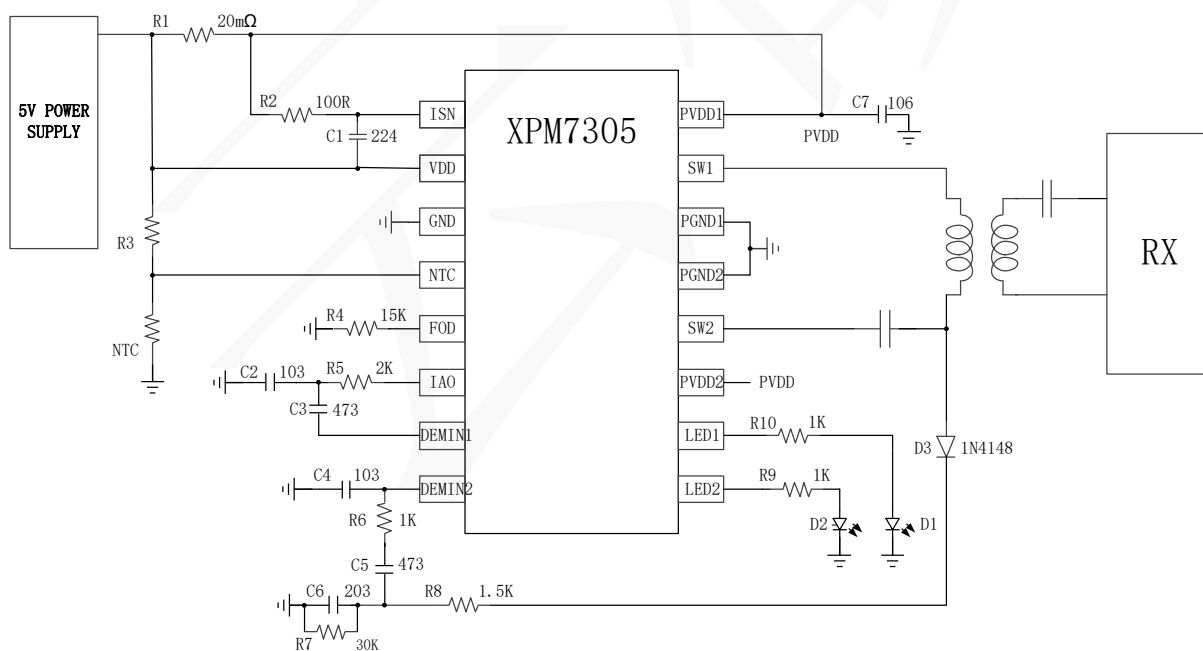 R1
20mΩ
5V POWER
SUPPLY
R2
100R
C1
224
ISN
VDD
GND
NTC
FOD
IAO
DEMIN1
DEMIN2
XPM7305
PVDD1
SW1
PGND1
PGND2
SW2
PVDD2
LED1
LED2
C7
106
PVDD
RX
R3
NTC
R4
15K
C2
103
R5
2K
C3
473
PVDD
R10
1K
R9
1K
D3
1N4148
D2
D1
C4
103
R6
1K
C5
473
C6
203
R7
30K
R8
1.5K